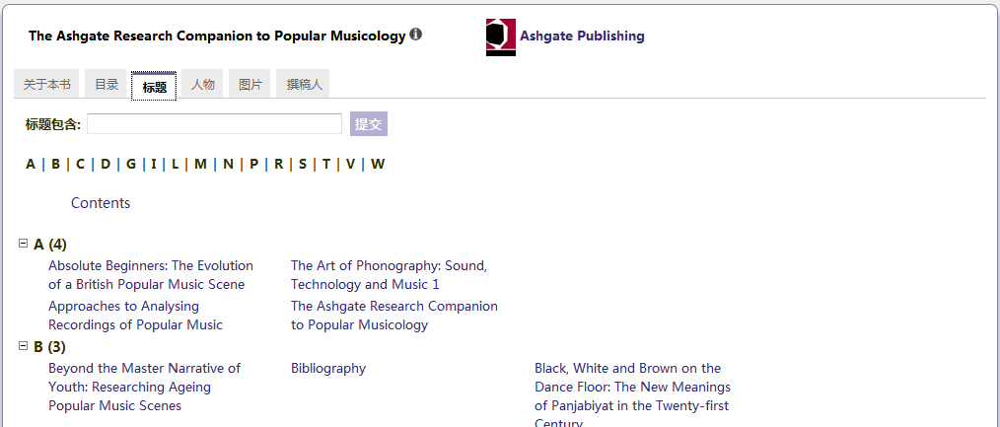 The Ashgate Research Companion to Popular Musicology Ashgate Publishing
关于本书 目录 标题 人物 图片 撰稿人
标题包含: 提交
A | B | C | D | G | I | L | M | N | P | R | S | T | V | W
Contents
A (4)
Absolute Beginners: The Evolution
of a British Popular Music Scene
The Art of Phonography: Sound,
Technology and Music 1
Approaches to Analysing
Recordings of Popular Music
The Ashgate Research Companion
to Popular Musicology
B (3)
Beyond the Master Narrative of
Youth: Researching Ageing
Popular Music Scenes
Bibliography
Black, White and Brown on the
Dance Floor: The New Meanings
of Panjabiyat in the Twenty-first
Century